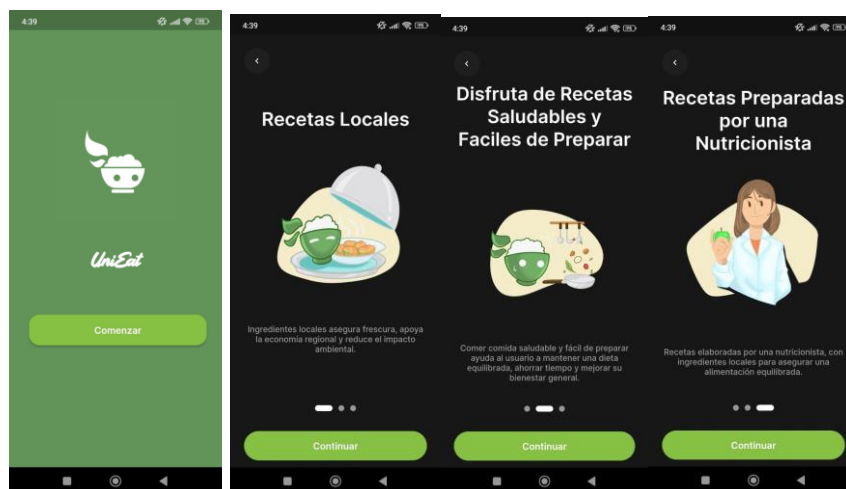 4:39
UniEat
Comenzar
4:39
Recetas Locales
Ingredientes locales asegura frescura, apoya
la economía regional y reduce el impacto
ambiental.
Continuar
4:39
Disfruta de Recetas
Saludables y
Faciles de Preparar
Comer comida saludable y fácil de preparar
ayuda al usuario a mantener una dieta
equilibrada, ahorrar tiempo y mejorar su
bienestar general.
Continuar
4:39
Recetas Preparadas
por una
Nutricionista
Recetas elaboradas por una nutricionista, con
ingredientes locales para asegurar una
alimentación equilibrada.
Continuar